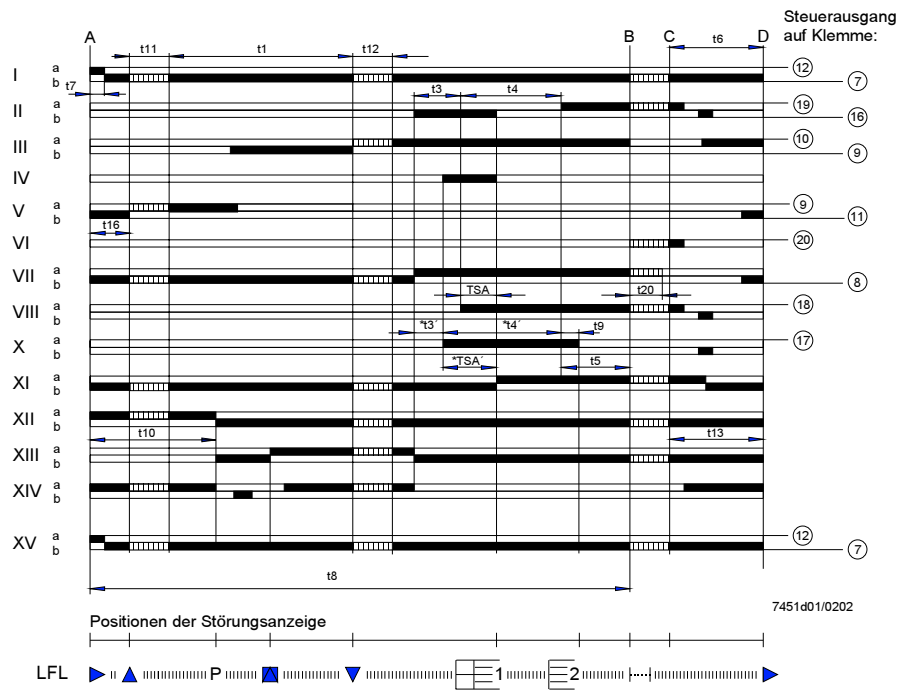 Steuerausgang
auf Klemme:
A t11 t1 t12 B C t6 D
I a b 12 7
t7
t3 t4
II a b 19 16
III a b 10 9
IV
V a b 9 11
t16
VI 20
VII a b 8
TSA t20
VIII a b 18
*t3´ *t4´ t9
X a b 17
*TSA´ t5
XI a b
XII a b
t10 t13
XIII a b
XIV a b
XV a b 12 7
t8
7451d01/0202
Positionen der Störungsanzeige
LFL P 1 2